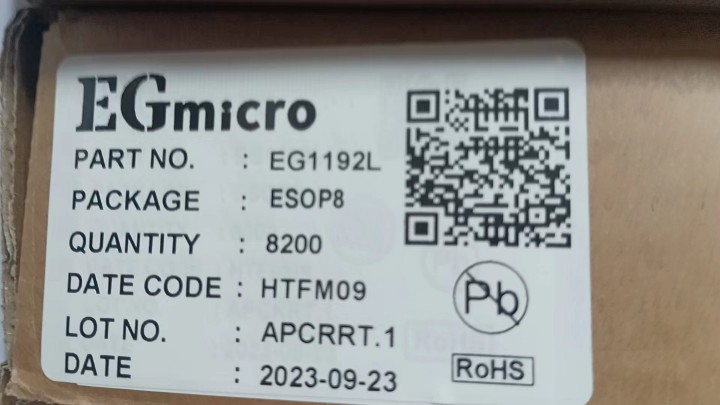 EGmicro
PART NO. : EG1192L
PACKAGE : ESOP8
QUANTITY : 8200
DATE CODE : HTFM09
LOT NO. : APCRRT.1
DATE : 2023-09-23
Pb
RoHS